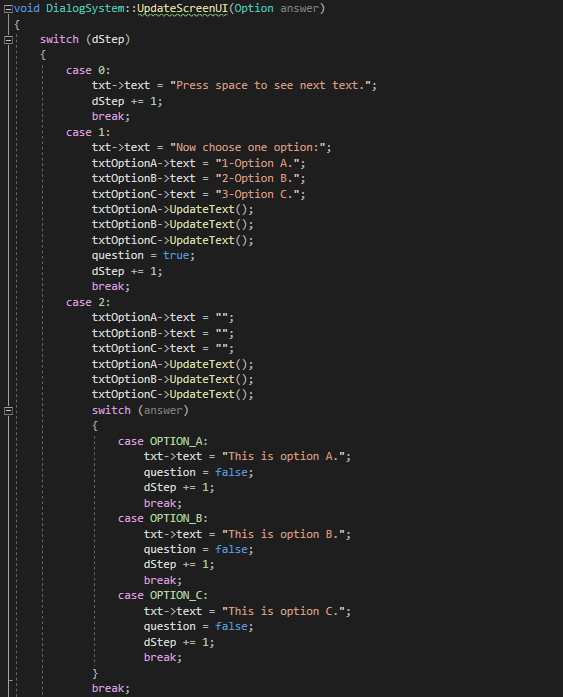 void DialogSystem::UpdateScreenUI(Option answer)
{
    switch (dStep)
    {
        case 0:
            txt->text = "Press space to see next text.";
            dStep += 1;
            break;
        case 1:
            txt->text = "Now choose one option:";
            txtOptionA->text = "1-Option A.";
            txtOptionB->text = "2-Option B.";
            txtOptionC->text = "3-Option C.";
            txtOptionA->UpdateText();
            txtOptionB->UpdateText();
            txtOptionC->UpdateText();
            question = true;
            dStep += 1;
            break;
        case 2:
            txtOptionA->text = "";
            txtOptionB->text = "";
            txtOptionC->text = "";
            txtOptionA->UpdateText();
            txtOptionB->UpdateText();
            txtOptionC->UpdateText();
            switch (answer)
            {
                case OPTION_A:
                    txt->text = "This is option A.";
                    question = false;
                    dStep += 1;
                    break;
                case OPTION_B:
                    txt->text = "This is option B.";
                    question = false;
                    dStep += 1;
                    break;
                case OPTION_C:
                    txt->text = "This is option C.";
                    question = false;
                    dStep += 1;
                    break;
            }
            break;